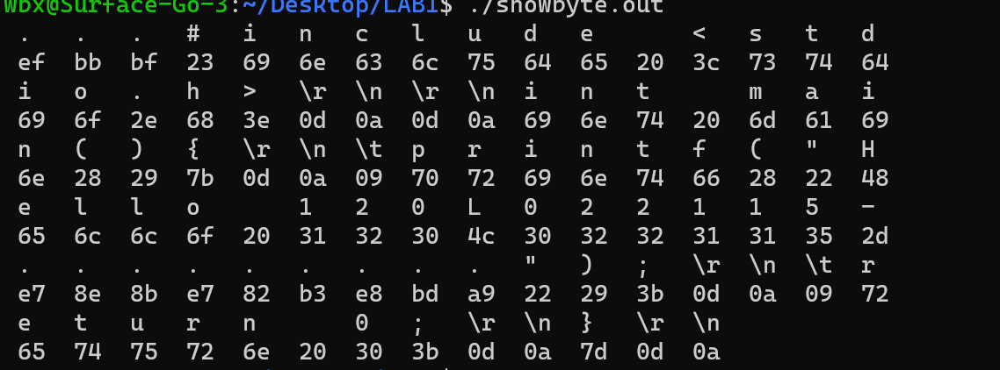 wbx@Surface-Go-3:~/Desktop/LAB1$ ./showbyte.out
. . . # i n c l u d e   < s t d
ef bb bf 23 69 6e 63 6c 75 64 65 20 3c 73 74 64
i o . h > \r \n \r \n i n t   m a i
69 6f 2e 68 3e 0d 0a 0d 0a 69 6e 74 20 6d 61 69
n ( ) { \r \n \t p r i n t f ( " H
6e 28 29 7b 0d 0a 09 70 72 69 6e 74 66 28 22 48
e l l o   1 2 0 L 0 2 2 1 1 5 -
65 6c 6c 6f 20 31 32 30 4c 30 32 32 31 31 35 2d
. . . . . . . . . " ) ; \r \n \t r
e7 8e 8b e7 82 b3 e8 bd a9 22 29 3b 0d 0a 09 72
e t u r n   0 ; \r \n } \r \n
65 74 75 72 6e 20 30 3b 0d 0a 7d 0d 0a